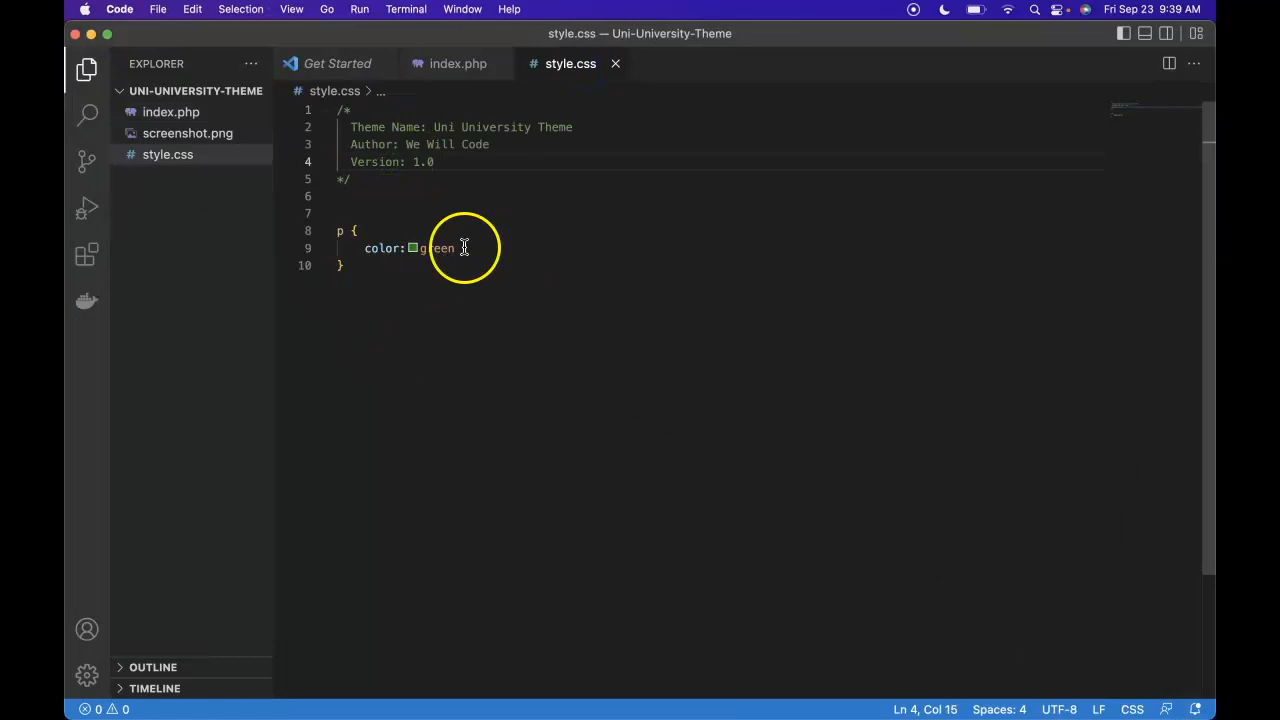 Code File Edit Selection View Go Run Terminal Window Help Fri Sep 23 9:39 AM
style.css — Uni-University-Theme
EXPLORER
Get Started
index.php
style.css
UNI-UNIVERSITY-THEME
style.css > ...
index.php
screenshot.png
style.css
1 /*
2 Theme Name: Uni University Theme
3 Author: We Will Code
4 Version: 1.0
5 */
6
7
8 p {
9 color:green
10 }
OUTLINE
TIMELINE
0 0 Ln 4, Col 15 Spaces: 4 UTF-8 LF CSS